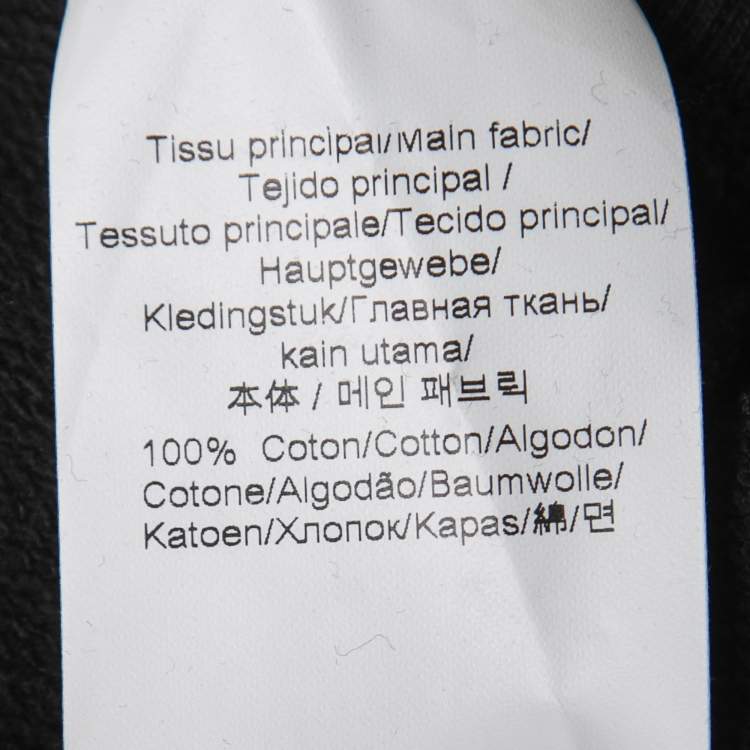 Tissu principal/Main fabric/
Tejido principal /
Tessuto principale/Tecido principal/
Hauptgewebe/
Kledingstuk/Главная ткань/
kain utama/
本体 / 메인 패브릭
100% Coton/Cotton/Algodon/
Cotone/Algodão/Baumwolle/
Katoen/Хлопок/Kapas/綿/면